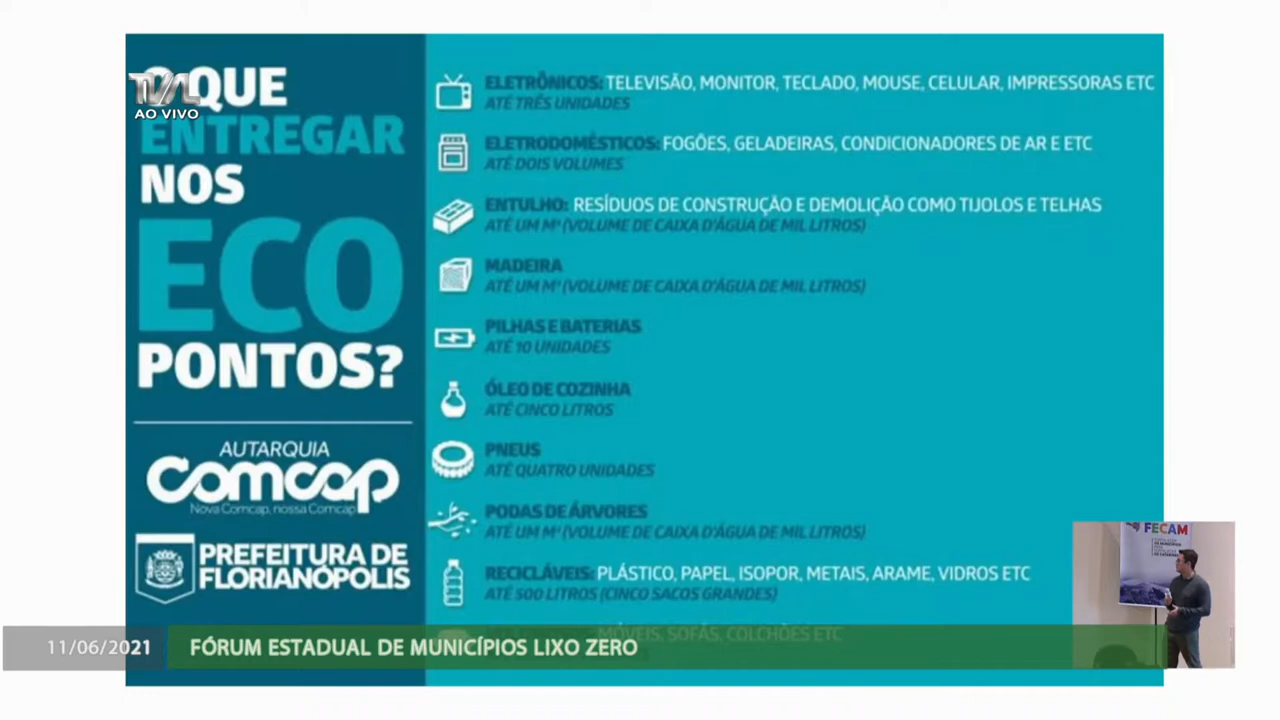 O QUE
ENTREGAR
NOS
ECO
PONTOS?
AUTARQUIA
comcap
Nova Comcap, nossa Comcap
PREFEITURA DE
FLORIANÓPOLIS
TVAL
AO VIVO
ELETRÔNICOS: TELEVISÃO, MONITOR, TECLADO, MOUSE, CELULAR, IMPRESSORAS ETC
ATÉ TRÊS UNIDADES
ELETRODOMÉSTICOS: FOGÕES, GELADEIRAS, CONDICIONADORES DE AR E ETC
ATÉ DOIS VOLUMES
ENTULHO: RESÍDUOS DE CONSTRUÇÃO E DEMOLIÇÃO COMO TIJOLOS E TELHAS
ATÉ UM M³ (VOLUME DE CAIXA D'ÁGUA DE MIL LITROS)
MADEIRA
ATÉ UM M³ (VOLUME DE CAIXA D'ÁGUA DE MIL LITROS)
PILHAS E BATERIAS
ATÉ 10 UNIDADES
ÓLEO DE COZINHA
ATÉ CINCO LITROS
PNEUS
ATÉ QUATRO UNIDADES
PODAS DE ÁRVORES
ATÉ UM M³ (VOLUME DE CAIXA D'ÁGUA DE MIL LITROS)
RECICLÁVEIS: PLÁSTICO, PAPEL, ISOPOR, METAIS, ARAME, VIDROS ETC
ATÉ 500 LITROS (CINCO SACOS GRANDES)
MÓVEIS, SOFÁS, COLCHÕES ETC
FECAM
11/06/2021
FÓRUM ESTADUAL DE MUNICÍPIOS LIXO ZERO